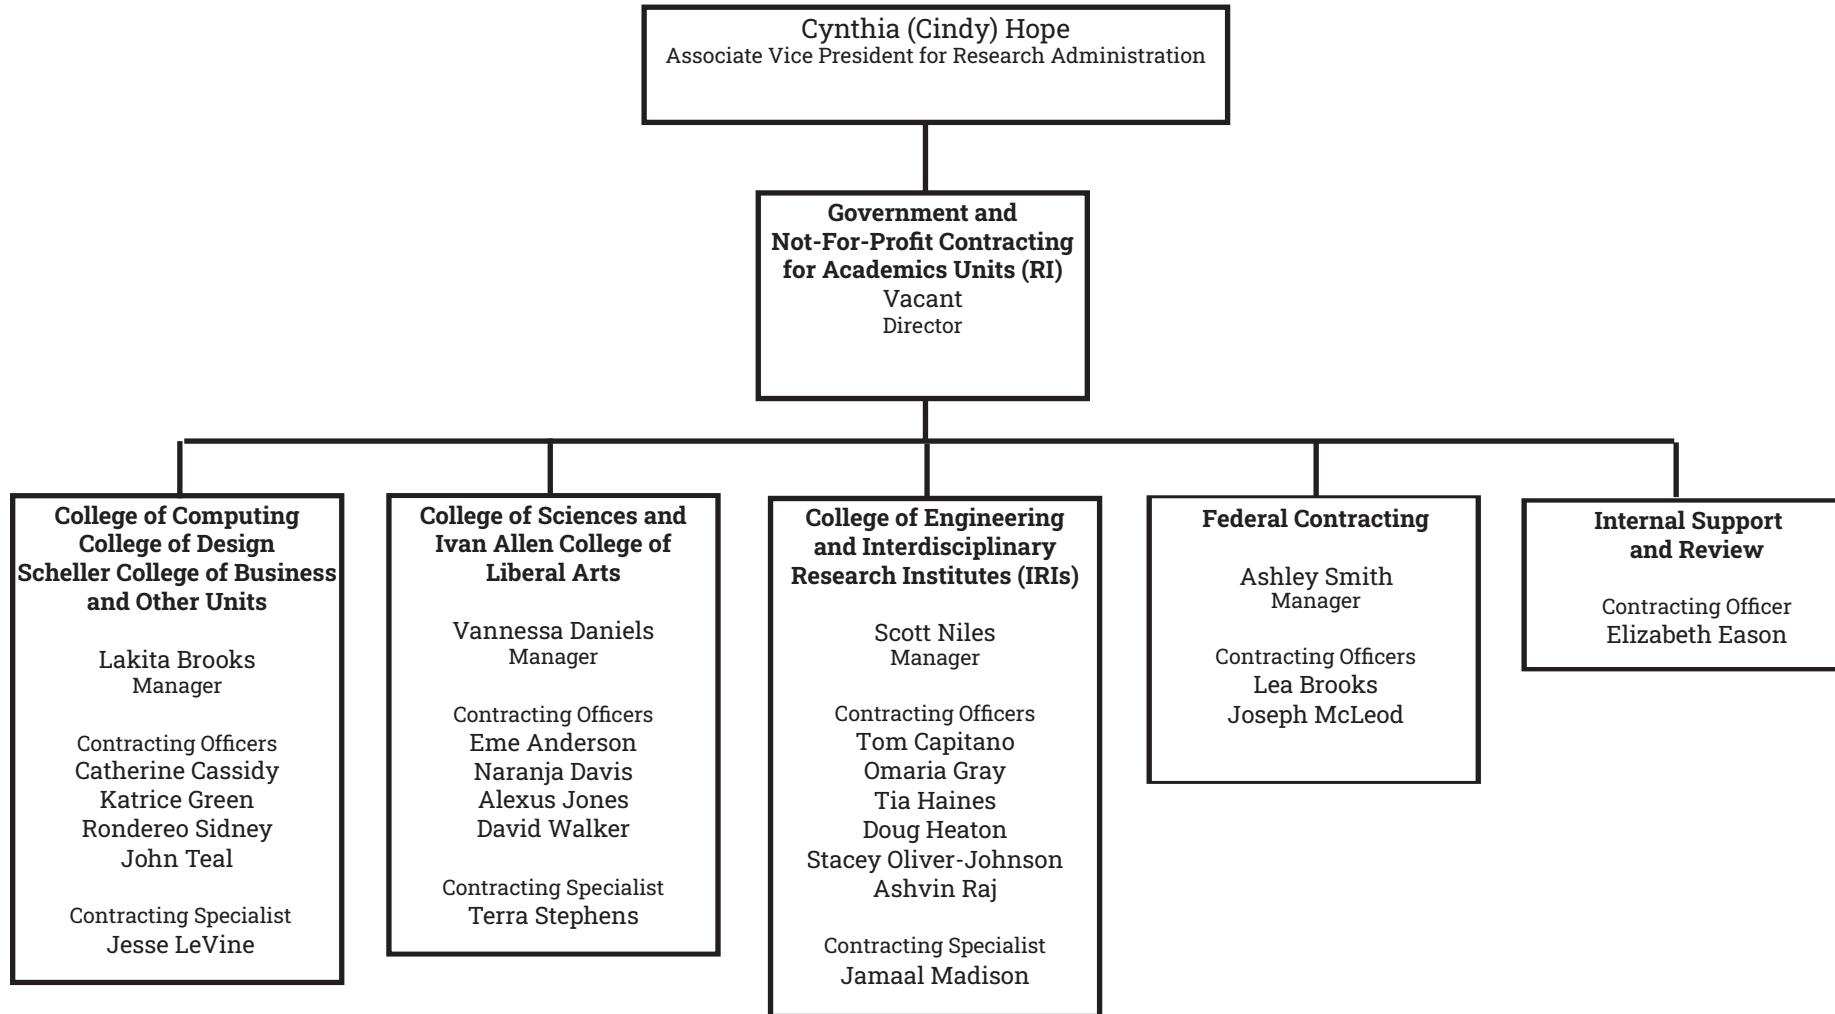 Cynthia (Cindy) Hope
Associate Vice President for Research Administration
Government and
Not-For-Profit Contracting
for Academics Units (RI)
Vacant
Director
College of Computing
College of Design
Scheller College of Business
and Other Units
Lakita Brooks
Manager
Contracting Officers
Catherine Cassidy
Katrice Green
Rondereo Sidney
John Teal
Contracting Specialist
Jesse LeVine
College of Sciences and
Ivan Allen College of
Liberal Arts
Vannessa Daniels
Manager
Contracting Officers
Eme Anderson
Naranja Davis
Alexus Jones
David Walker
Contracting Specialist
Terra Stephens
College of Engineering
and Interdisciplinary
Research Institutes (IRIs)
Scott Niles
Manager
Contracting Officers
Tom Capitano
Omaria Gray
Tia Haines
Doug Heaton
Stacey Oliver-Johnson
Ashvin Raj
Contracting Specialist
Jamaal Madison
Federal Contracting
Ashley Smith
Manager
Contracting Officers
Lea Brooks
Joseph McLeod
Internal Support
and Review
Contracting Officer
Elizabeth Eason